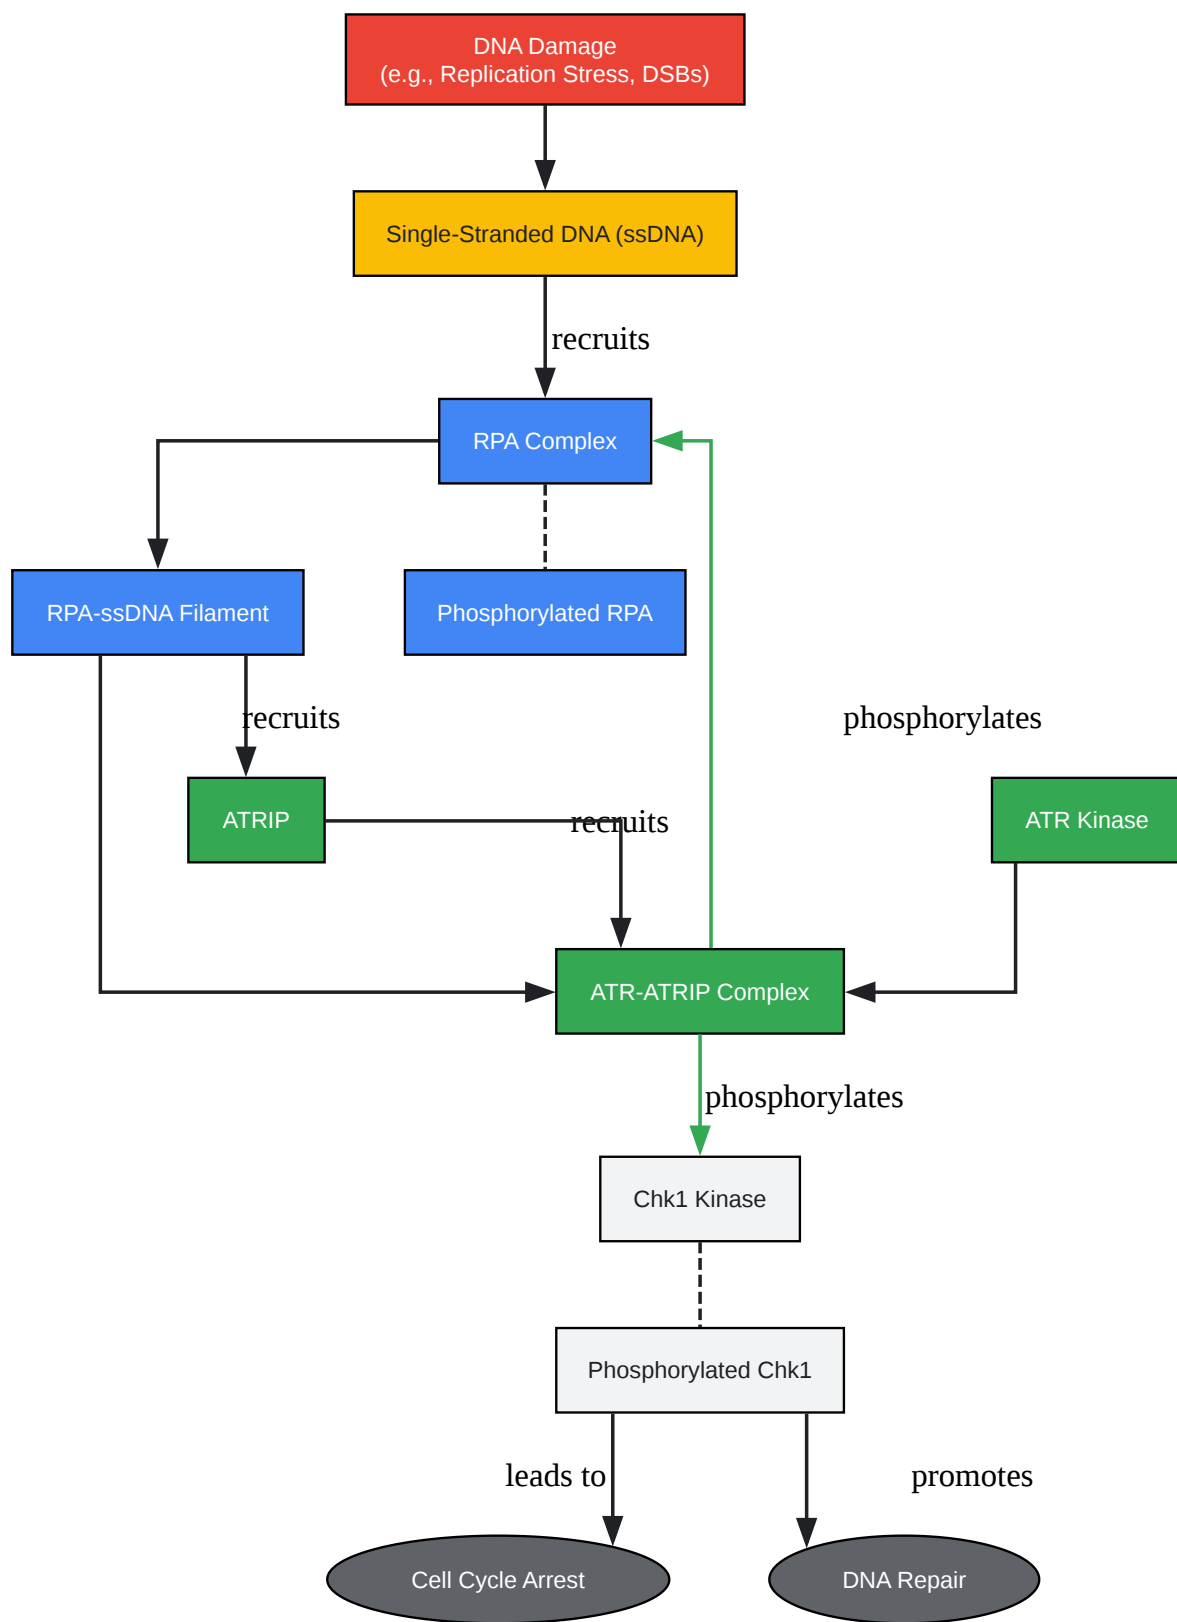 DNA Damage
(e.g., Replication Stress, DSBs)
Single-Stranded DNA (ssDNA)
recruits
RPA Complex
RPA-ssDNA Filament
Phosphorylated RPA
recruits
phosphorylates
ATRIP
recruits
ATR Kinase
ATR-ATRIP Complex
phosphorylates
Chk1 Kinase
Phosphorylated Chk1
leads to
promotes
Cell Cycle Arrest
DNA Repair